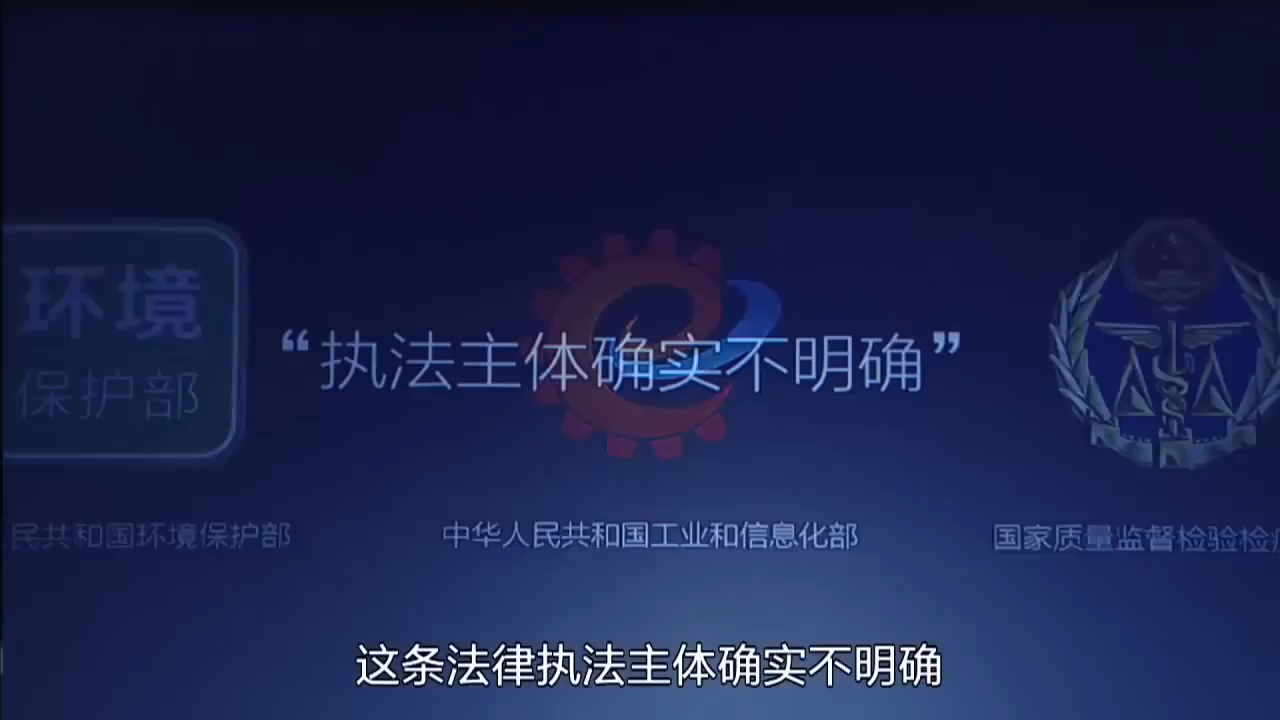 环境
保护部
“执法主体确实不明确”
民共和国环境保护部
中华人民共和国工业和信息化部
国家质量监督检验检疫
这条法律执法主体确实不明确